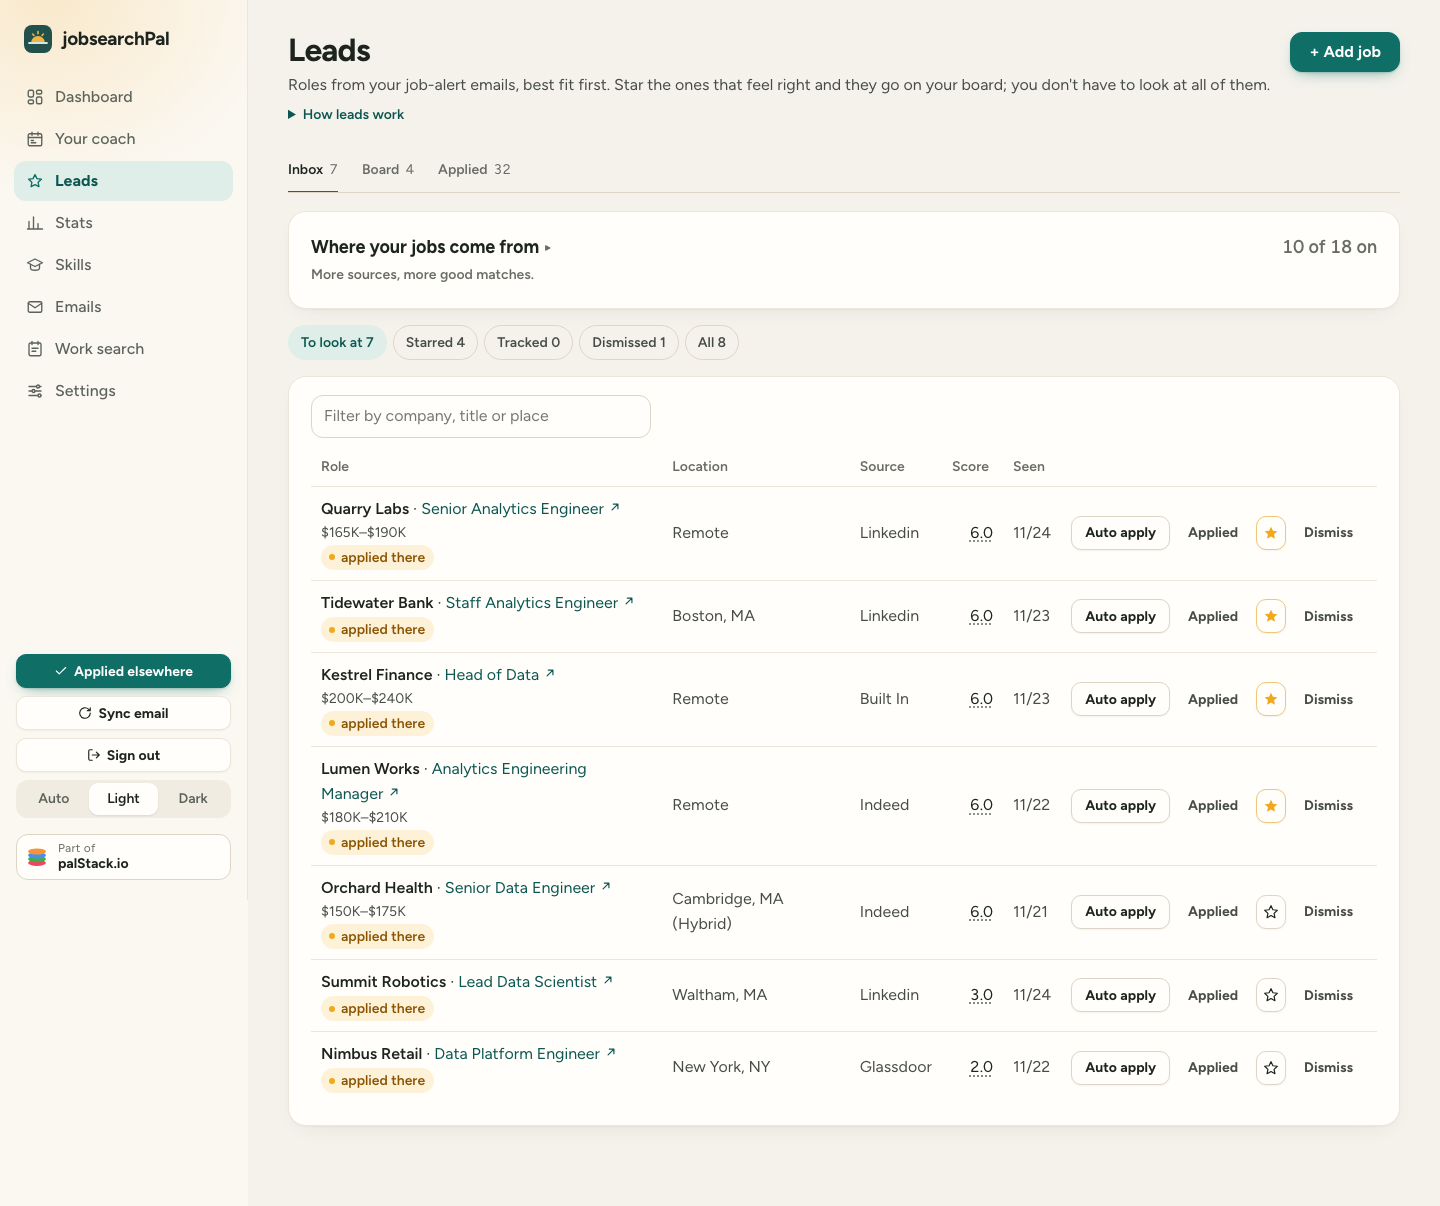 jobsearchPal
Dashboard
Your coach
Leads
Stats
Skills
Emails
Work search
Settings
Applied elsewhere
Sync email
Sign out
Auto Light Dark
Part of
palStack.io
Leads
+ Add job
Roles from your job-alert emails, best fit first. Star the ones that feel right and they go on your board; you don't have to look at all of them.
▶ How leads work
Inbox 7 Board 4 Applied 32
Where your jobs come from ▸ 10 of 18 on
More sources, more good matches.
To look at 7 Starred 4 Tracked 0 Dismissed 1 All 8
Filter by company, title or place
Role Location Source Score Seen
Quarry Labs · Senior Analytics Engineer ↗
$165K–$190K
applied there
Remote Linkedin 6.0 11/24 Auto apply Applied ★ Dismiss
Tidewater Bank · Staff Analytics Engineer ↗
applied there
Boston, MA Linkedin 6.0 11/23 Auto apply Applied ★ Dismiss
Kestrel Finance · Head of Data ↗
$200K–$240K
applied there
Remote Built In 6.0 11/23 Auto apply Applied ★ Dismiss
Lumen Works · Analytics Engineering
Manager ↗
$180K–$210K
applied there
Remote Indeed 6.0 11/22 Auto apply Applied ★ Dismiss
Orchard Health · Senior Data Engineer ↗
$150K–$175K
applied there
Cambridge, MA
(Hybrid)
Indeed 6.0 11/21 Auto apply Applied ☆ Dismiss
Summit Robotics · Lead Data Scientist ↗
applied there
Waltham, MA Linkedin 3.0 11/24 Auto apply Applied ☆ Dismiss
Nimbus Retail · Data Platform Engineer ↗
applied there
New York, NY Glassdoor 2.0 11/22 Auto apply Applied ☆ Dismiss